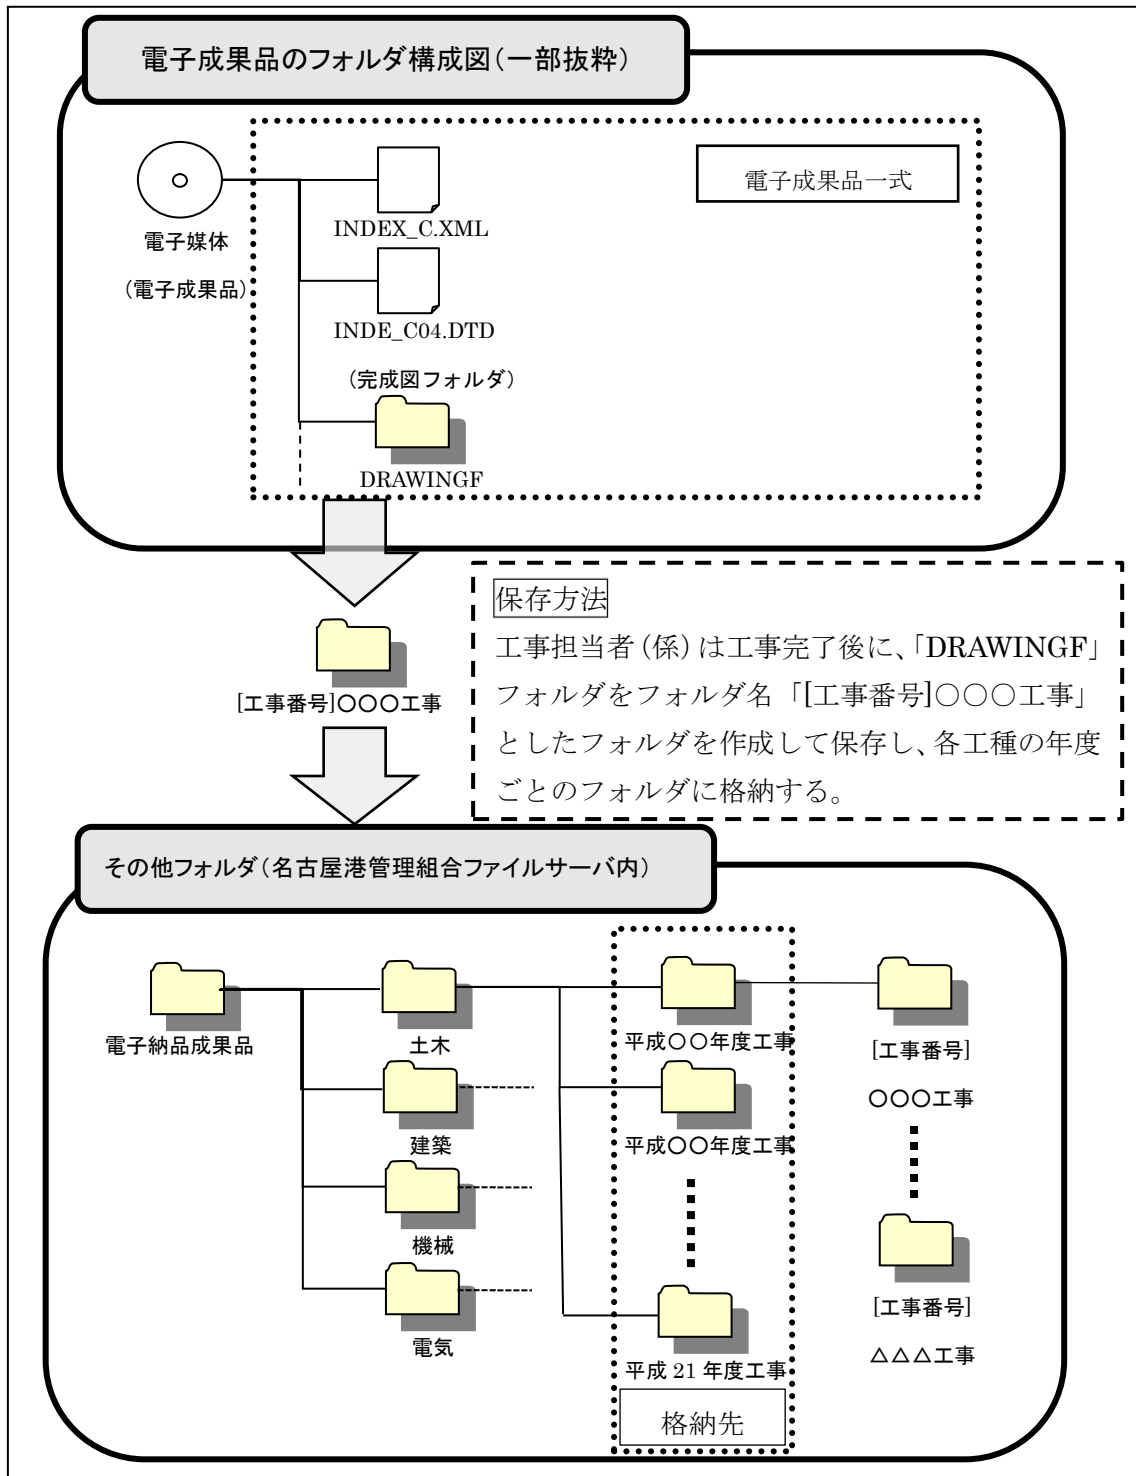 電子成果品のフォルダ構成図(一部抜粋)
電子成果品一式
INDEX_C.XML
電子媒体
(電子成果品)
INDE_C04.DTD
(完成図フォルダ)
DRAWINGF
保存方法
工事担当者(係)は工事完了後に、「DRAWINGF」
フォルダをフォルダ名「[工事番号]○○○工事」
としたフォルダを作成して保存し、各工種の年度
ごとのフォルダに格納する。
[工事番号]○○○工事
その他フォルダ(名古屋港管理組合ファイルサーバ内)
電子納品成果品
土木
平成○○年度工事
[工事番号]
○○○工事
建築
平成○○年度工事
機械
[工事番号]
△△△工事
電気
平成 21 年度工事
格納先